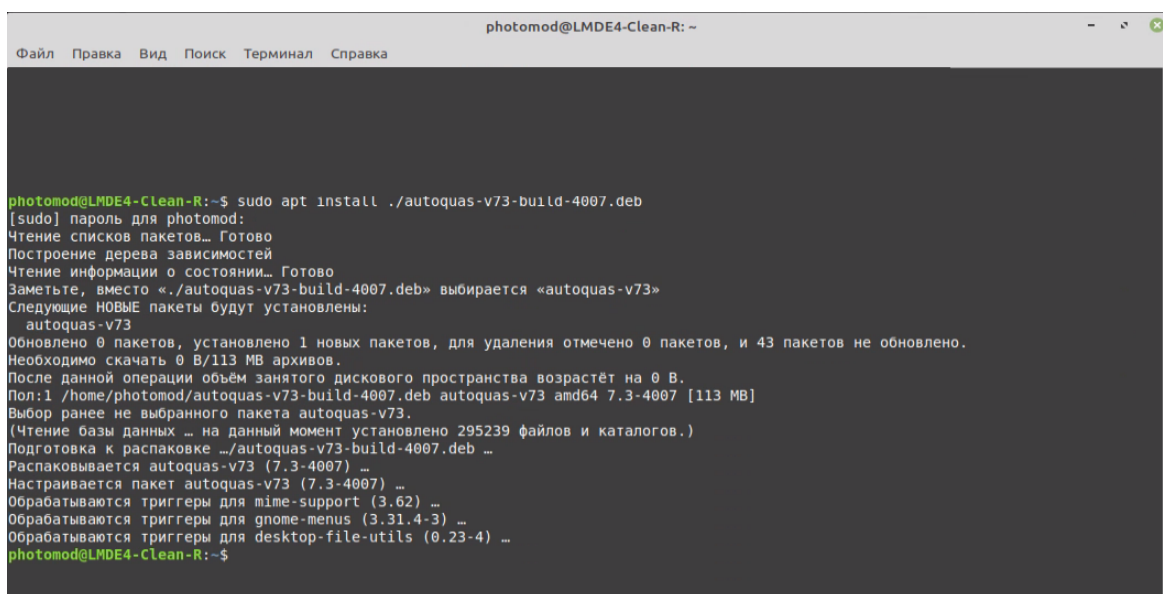 photomod@LMDE4-Clean-R: ~
Файл Правка Вид Поиск Терминал Справка
photomod@LMDE4-Clean-R:~$ sudo apt install ./autoquas-v73-build-4007.deb
[sudo] пароль для photomod:
Чтение списков пакетов… Готово
Построение дерева зависимостей
Чтение информации о состоянии… Готово
Заметьте, вместо «./autoquas-v73-build-4007.deb» выбирается «autoquas-v73»
Следующие НОВЫЕ пакеты будут установлены:
autoquas-v73
Обновлено 0 пакетов, установлено 1 новых пакетов, для удаления отмечено 0 пакетов, и 43 пакетов не обновлено.
Необходимо скачать 0 B/113 MB архивов.
После данной операции объём занятого дискового пространства возрастёт на 0 B.
Пол:1 /home/photomod/autoquas-v73-build-4007.deb autoquas-v73 amd64 7.3-4007 [113 MB]
Выбор ранее не выбранного пакета autoquas-v73.
(Чтение базы данных … на данный момент установлено 295239 файлов и каталогов.)
Подготовка к распаковке …/autoquas-v73-build-4007.deb …
Распаковывается autoquas-v73 (7.3-4007) …
Настраивается пакет autoquas-v73 (7.3-4007) …
Обрабатываются триггеры для mime-support (3.62) …
Обрабатываются триггеры для gnome-menus (3.31.4-3) …
Обрабатываются триггеры для desktop-file-utils (0.23-4) …
photomod@LMDE4-Clean-R:~$